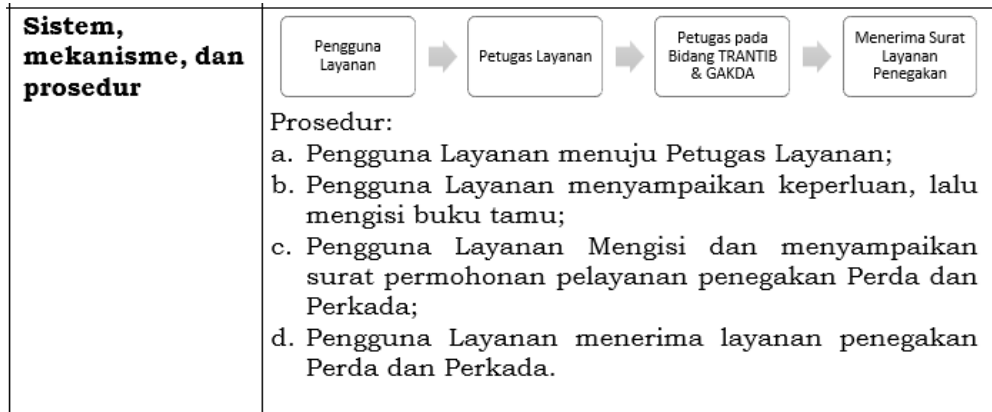 Sistem,
mekanisme, dan
prosedur
Pengguna
Layanan
Petugas Layanan
Petugas pada
Bidang TRANTIB
& GAKDA
Menerima Surat
Layanan
Penegakan
Prosedur:
a. Pengguna Layanan menuju Petugas Layanan;
b. Pengguna Layanan menyampaikan keperluan, lalu
mengisi buku tamu;
c. Pengguna Layanan Mengisi dan menyampaikan
surat permohonan pelayanan penegakan Perda dan
Perkada;
d. Pengguna Layanan menerima layanan penegakan
Perda dan Perkada.